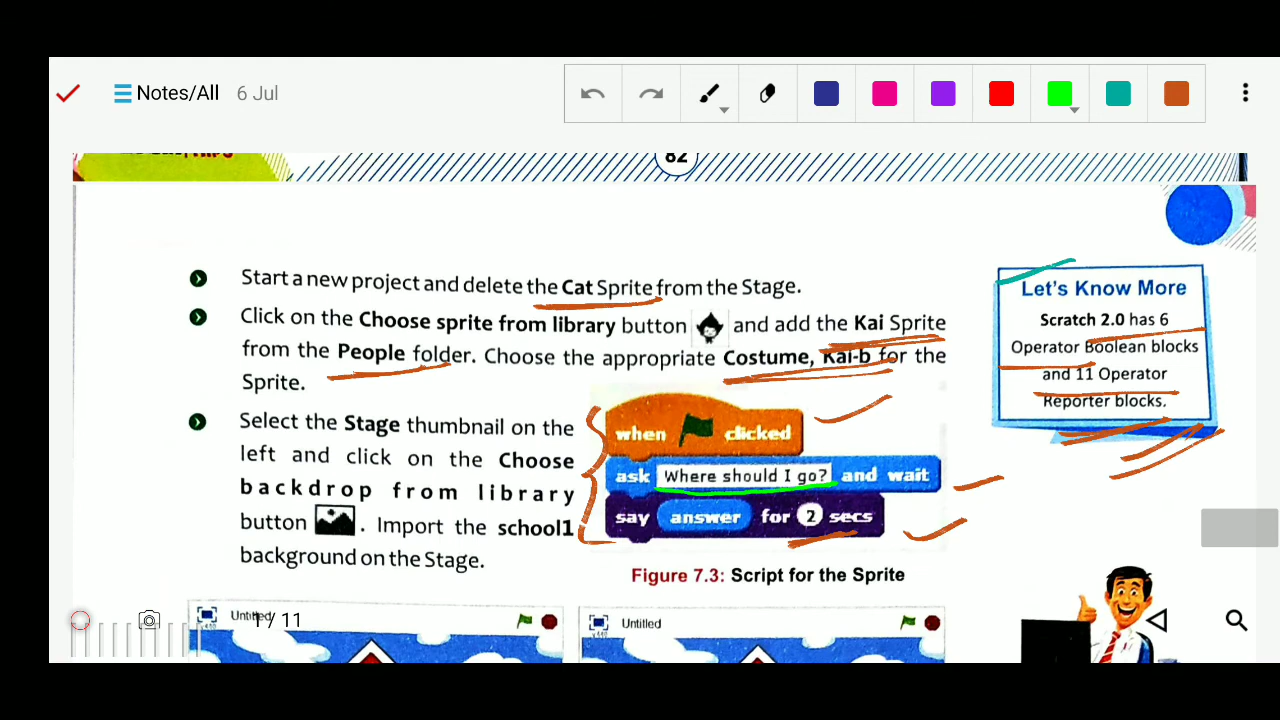 Notes/All 6 Jul
82
Start a new project and delete the Cat Sprite from the Stage.
Click on the Choose sprite from library button and add the Kai Sprite
from the People folder. Choose the appropriate Costume, Kai-b for the
Sprite.
Select the Stage thumbnail on the
left and click on the Choose
backdrop from library
button . Import the school1
background on the Stage.
when clicked
ask Where should I go? and wait
say answer for 2 secs
Figure 7.3: Script for the Sprite
Let's Know More
Scratch 2.0 has 6
Operator Boolean blocks
and 11 Operator
Reporter blocks.
1 / 11
Untitled
Untitled